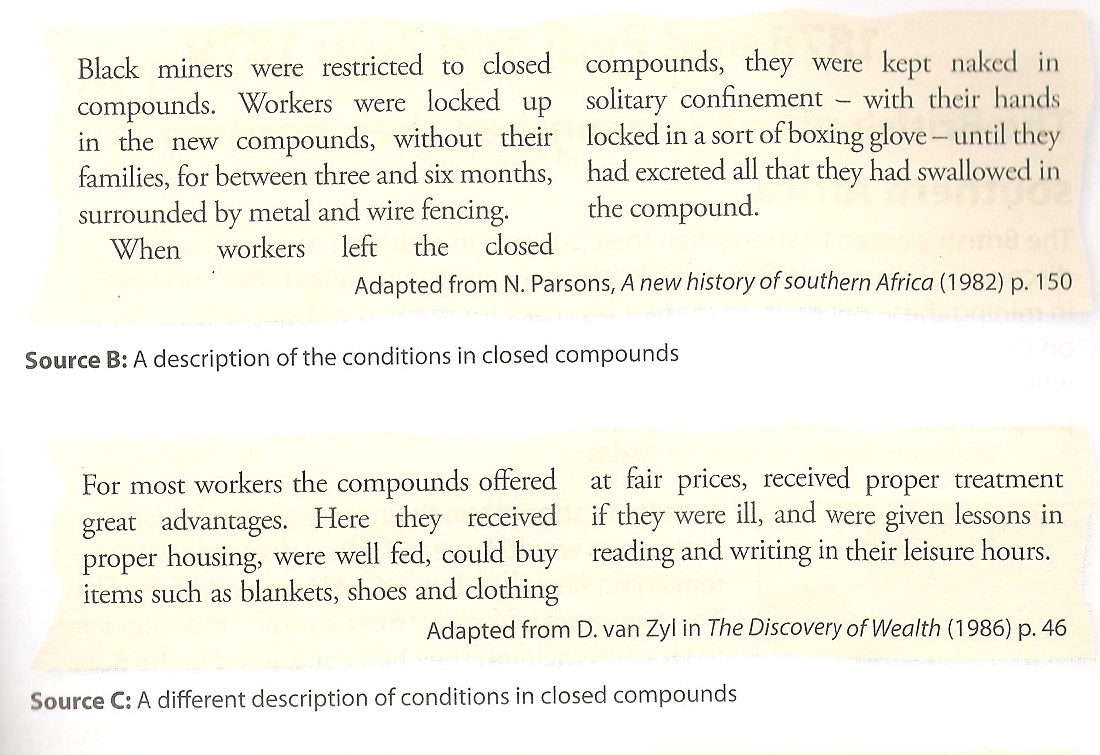 Black miners were restricted to closed
compounds. Workers were locked up
in the new compounds, without their
families, for between three and six months,
surrounded by metal and wire fencing.
When workers left the closed
compounds, they were kept naked in
solitary confinement – with their hands
locked in a sort of boxing glove – until they
had excreted all that they had swallowed in
the compound.
Adapted from N. Parsons, A new history of southern Africa (1982) p. 150
Source B: A description of the conditions in closed compounds
For most workers the compounds offered
great advantages. Here they received
proper housing, were well fed, could buy
items such as blankets, shoes and clothing
at fair prices, received proper treatment
if they were ill, and were given lessons in
reading and writing in their leisure hours.
Adapted from D. van Zyl in The Discovery of Wealth (1986) p. 46
Source C: A different description of conditions in closed compounds